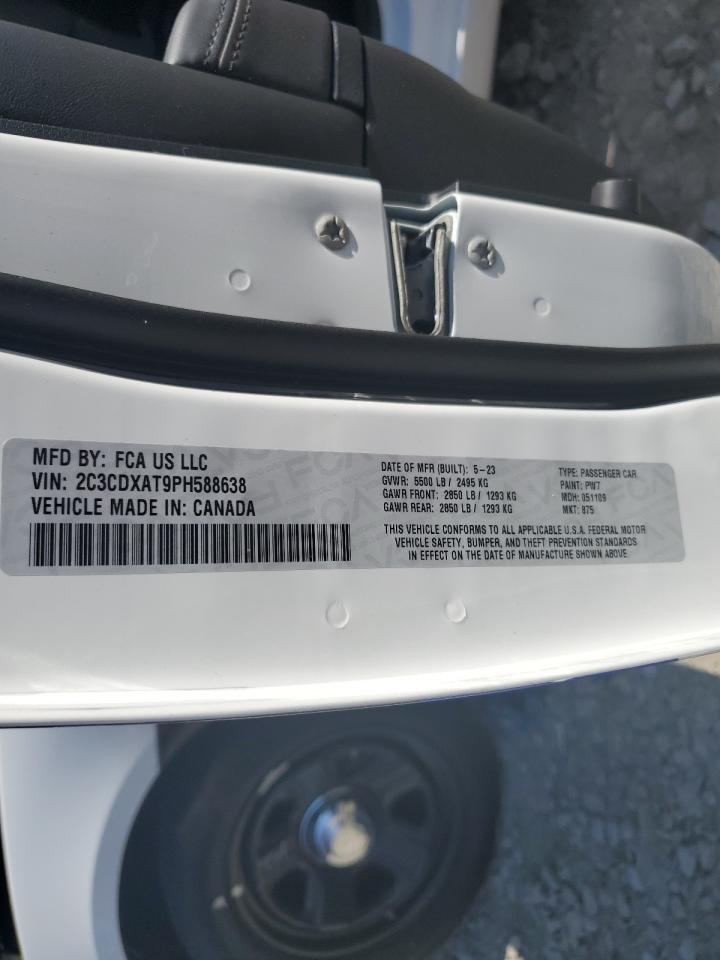 MFD BY: FCA US LLC
VIN: 2C3CDXAT9PH588638
VEHICLE MADE IN: CANADA
DATE OF MFR (BUILT): 5-23
GVWR: 5500 LB / 2495 KG
GAWR FRONT: 2850 LB / 1293 KG
GAWR REAR: 2850 LB / 1293 KG
TYPE: PASSENGER CAR
PAINT: PW7
MDH: 051109
MKT: 875
THIS VEHICLE CONFORMS TO ALL APPLICABLE U.S.A. FEDERAL MOTOR
VEHICLE SAFETY, BUMPER, AND THEFT PREVENTION STANDARDS
IN EFFECT ON THE DATE OF MANUFACTURE SHOWN ABOVE